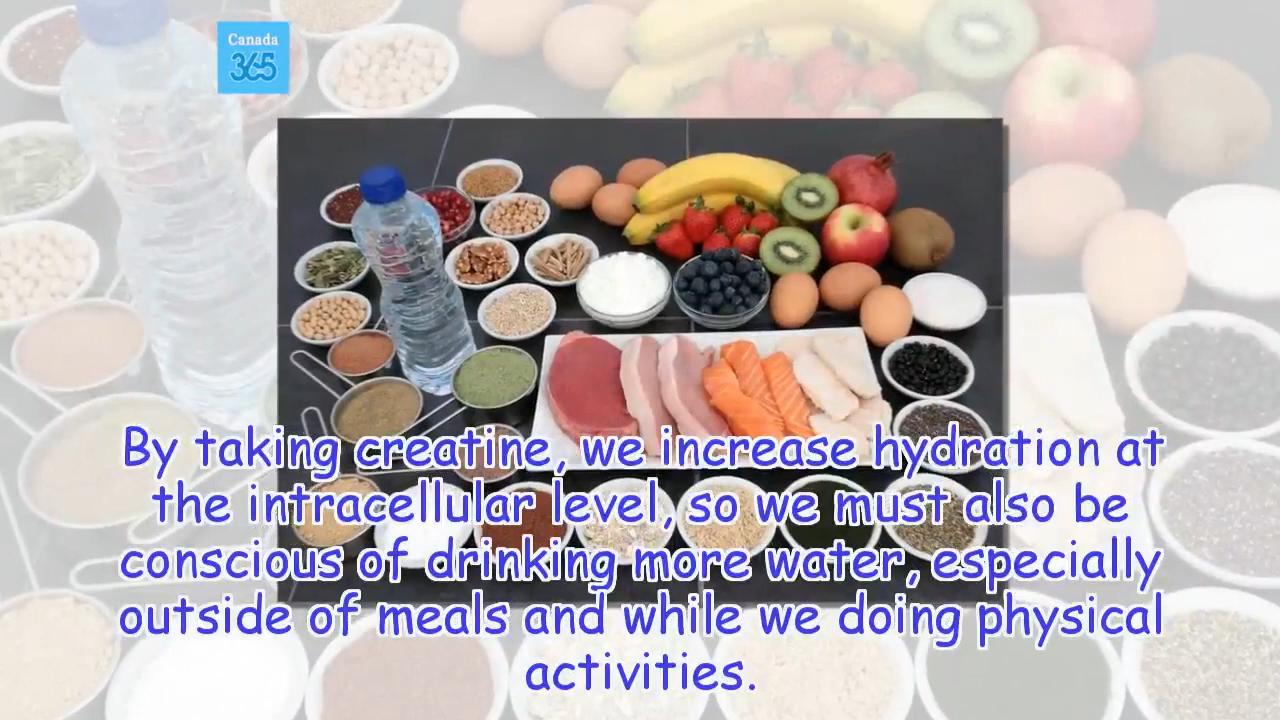 Canada
365
By taking creatine, we increase hydration at
the intracellular level, so we must also be
conscious of drinking more water, especially
outside of meals and while we doing physical
activities.